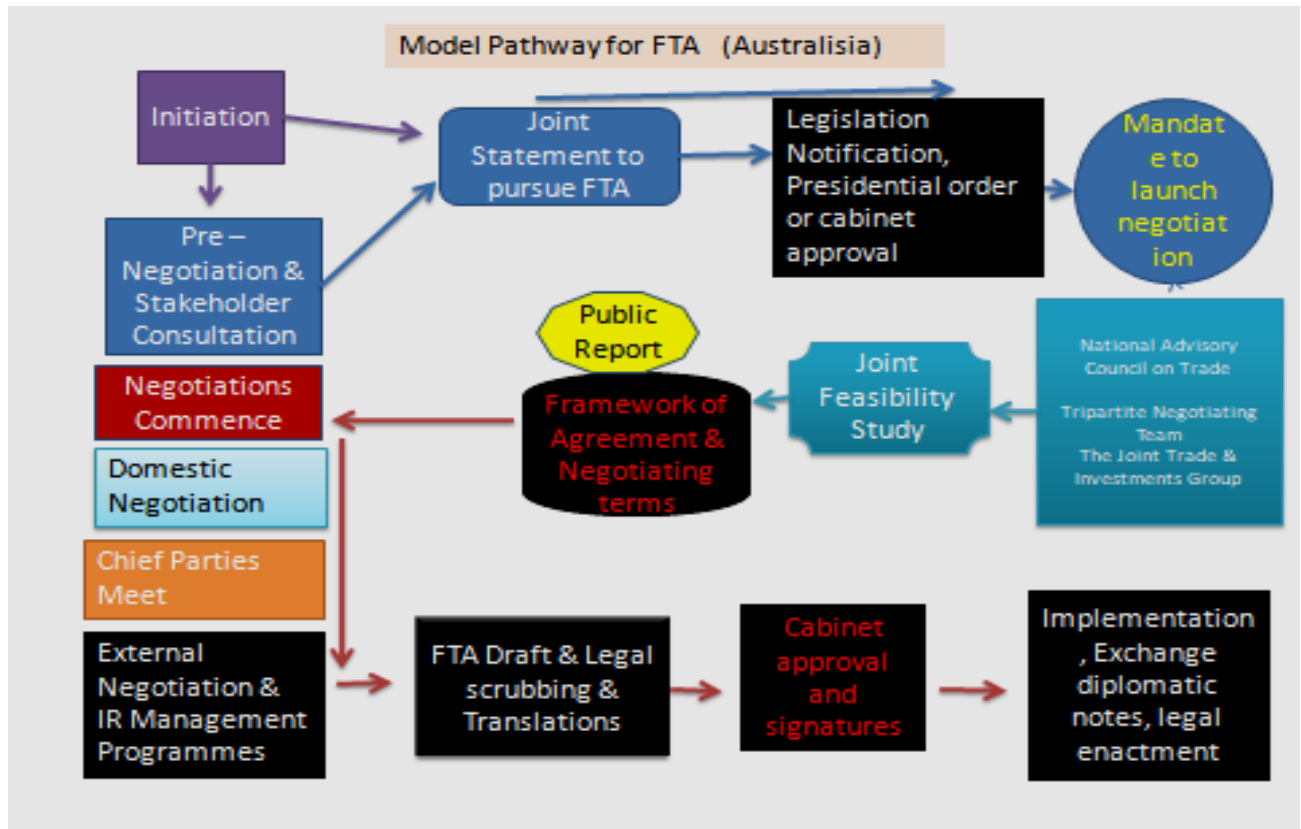 Model Pathway for FTA (Australisia)
Initiation
Joint
Statement to
pursue FTA
Legislation
Notification,
Presidential order
or cabinet
approval
Mandat
e to
launch
negotiat
ion
Pre –
Negotiation &
Stakeholder
Consultation
Public
Report
National Advisory
Council on Trade
Tripartite Negotiating
Team
The Joint Trade &
Investments Group
Joint
Feasibility
Study
Framework of
Agreement &
Negotiating
terms
Negotiations
Commence
Domestic
Negotiation
Chief Parties
Meet
External
Negotiation &
IR Management
Programmes
FTA Draft & Legal
scrubbing &
Translations
Cabinet
approval
and
signatures
Implementation
, Exchange
diplomatic
notes, legal
enactment